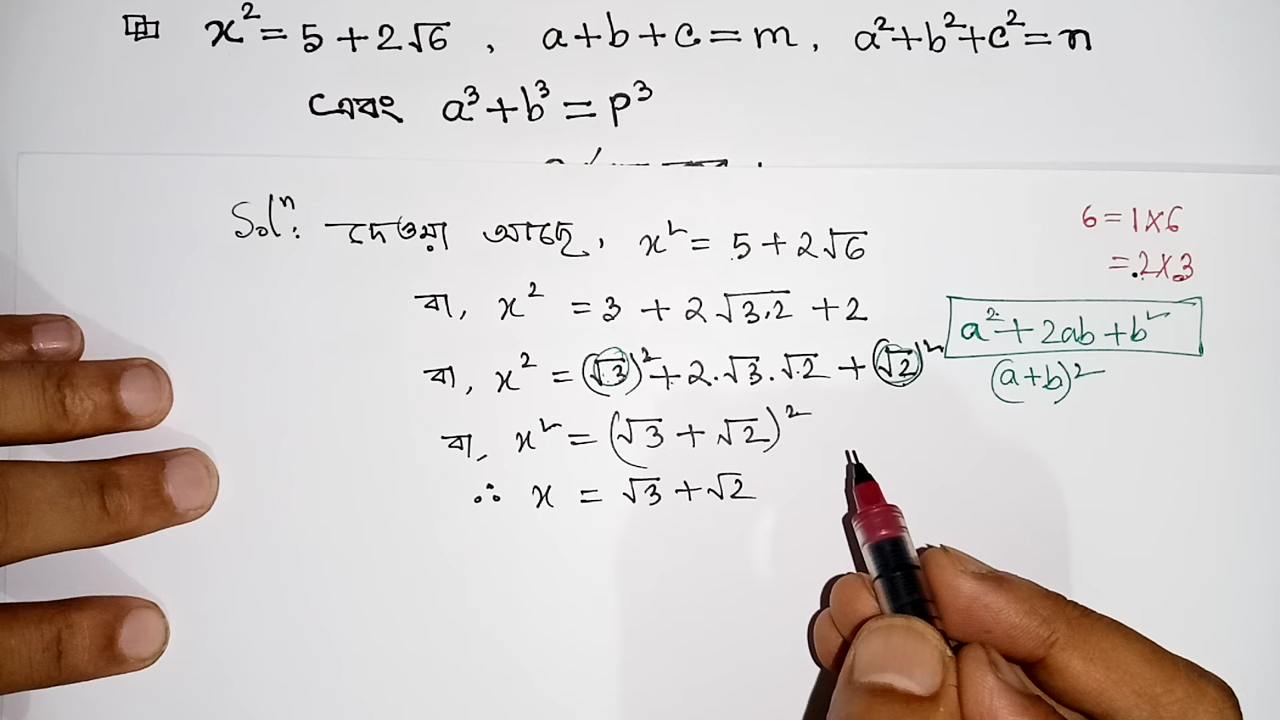 x² = 5 + 2√6 , a + b + c = m , a² + b² + c² = n
এবং a³ + b³ = p³
Solⁿ: দেওয়া আছে, x² = 5 + 2√6
6 = 1 × 6
= 2 × 3
বা, x² = 3 + 2√3.2 + 2
a² + 2ab + b²
বা, x² = (√3)² + 2.√3.√2 + (√2)²
(a+b)²
বা, x² = (√3 + √2)²
∴ x = √3 + √2